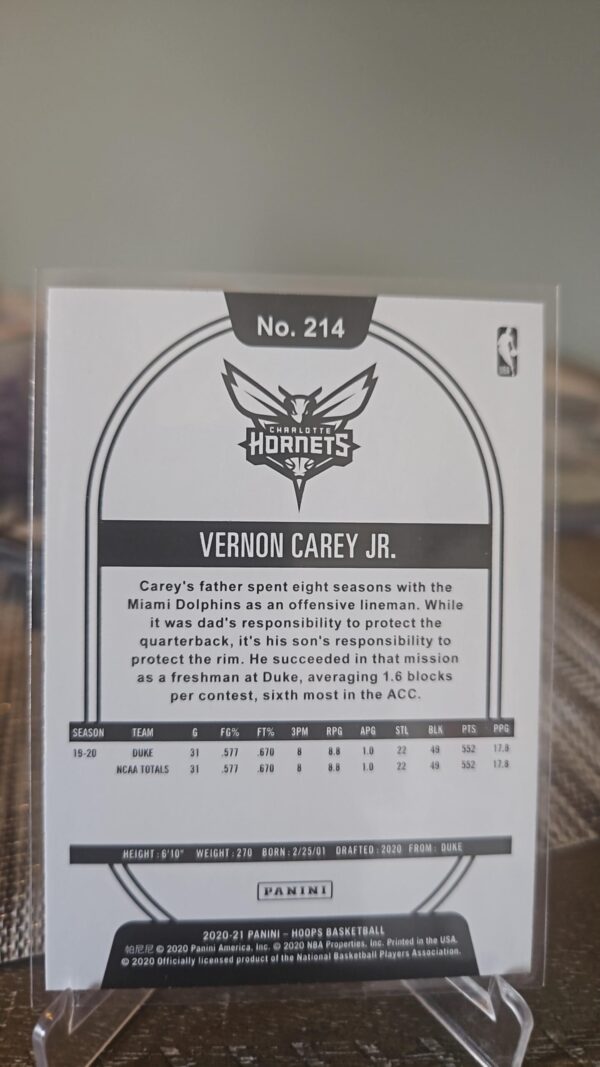 No. 214
CHARLOTTE
HORNETS
VERNON CAREY JR.
Carey's father spent eight seasons with the
Miami Dolphins as an offensive lineman. While
it was dad's responsibility to protect the
quarterback, it's his son's responsibility to
protect the rim. He succeeded in that mission
as a freshman at Duke, averaging 1.6 blocks
per contest, sixth most in the ACC.
SEASON TEAM G FG% FT% 3PM RPG APG STL BLK PTS PPG
19-20 DUKE 31 .577 .670 8 8.8 1.0 22 49 552 17.8
NCAA TOTALS 31 .577 .670 8 8.8 1.0 22 49 552 17.8
HEIGHT: 6'10" WEIGHT: 270 BORN: 2/25/01 DRAFTED: 2020 FROM: DUKE
PANINI
2020-21 PANINI – HOOPS BASKETBALL
帕尼尼 © 2020 Panini America, Inc. © 2020 NBA Properties, Inc. Printed in the USA.
© 2020 Officially licensed product of the National Basketball Players Association.